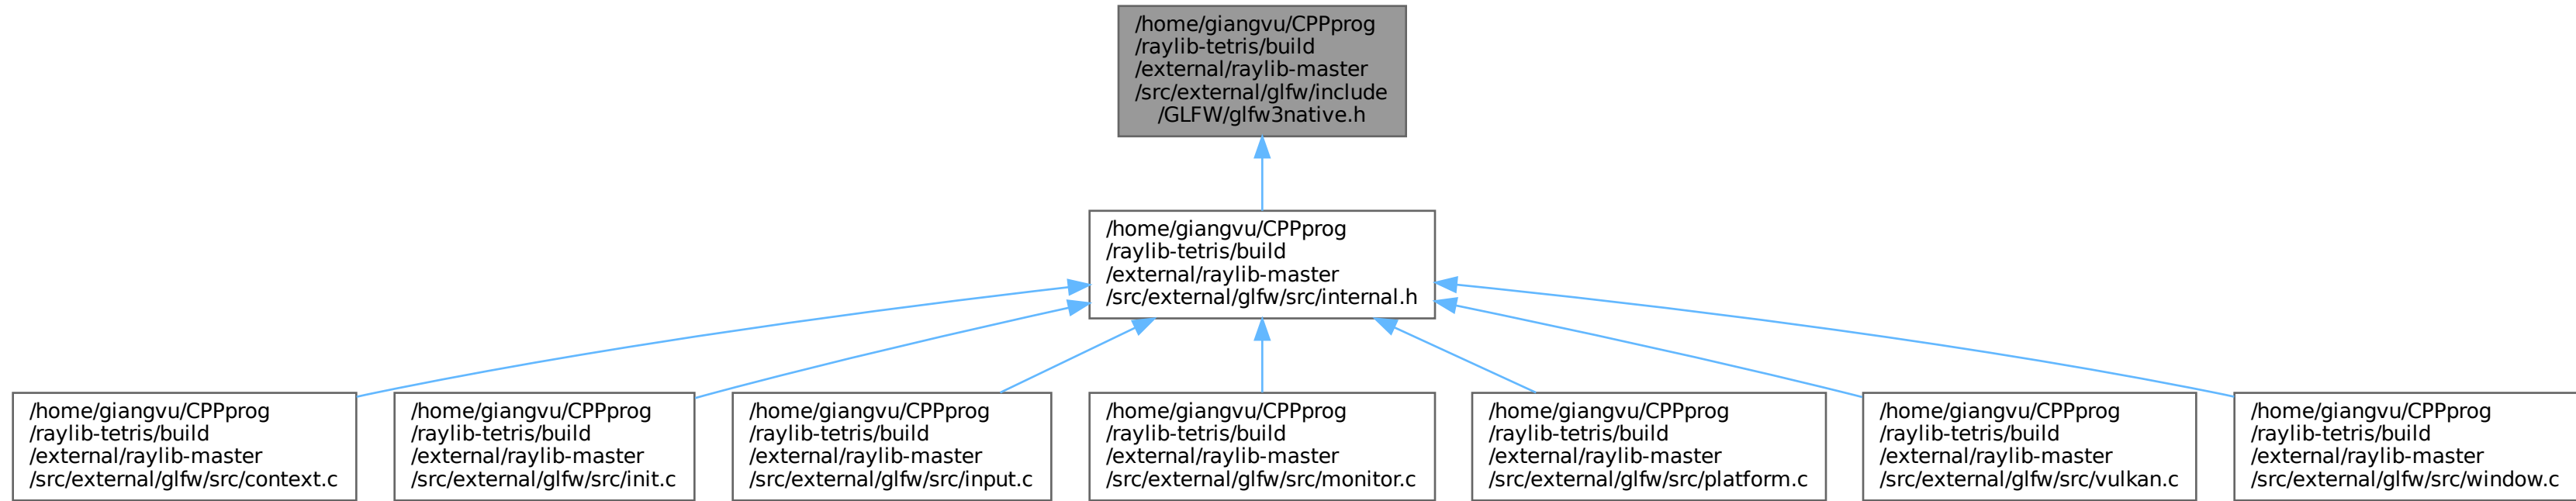 /home/giangvu/CPPprog
/raylib-tetris/build
/external/raylib-master
/src/external/glfw/include
/GLFW/glfw3native.h
/home/giangvu/CPPprog
/raylib-tetris/build
/external/raylib-master
/src/external/glfw/src/internal.h
/home/giangvu/CPPprog
/raylib-tetris/build
/external/raylib-master
/src/external/glfw/src/context.c
/home/giangvu/CPPprog
/raylib-tetris/build
/external/raylib-master
/src/external/glfw/src/init.c
/home/giangvu/CPPprog
/raylib-tetris/build
/external/raylib-master
/src/external/glfw/src/input.c
/home/giangvu/CPPprog
/raylib-tetris/build
/external/raylib-master
/src/external/glfw/src/monitor.c
/home/giangvu/CPPprog
/raylib-tetris/build
/external/raylib-master
/src/external/glfw/src/platform.c
/home/giangvu/CPPprog
/raylib-tetris/build
/external/raylib-master
/src/external/glfw/src/vulkan.c
/home/giangvu/CPPprog
/raylib-tetris/build
/external/raylib-master
/src/external/glfw/src/window.c